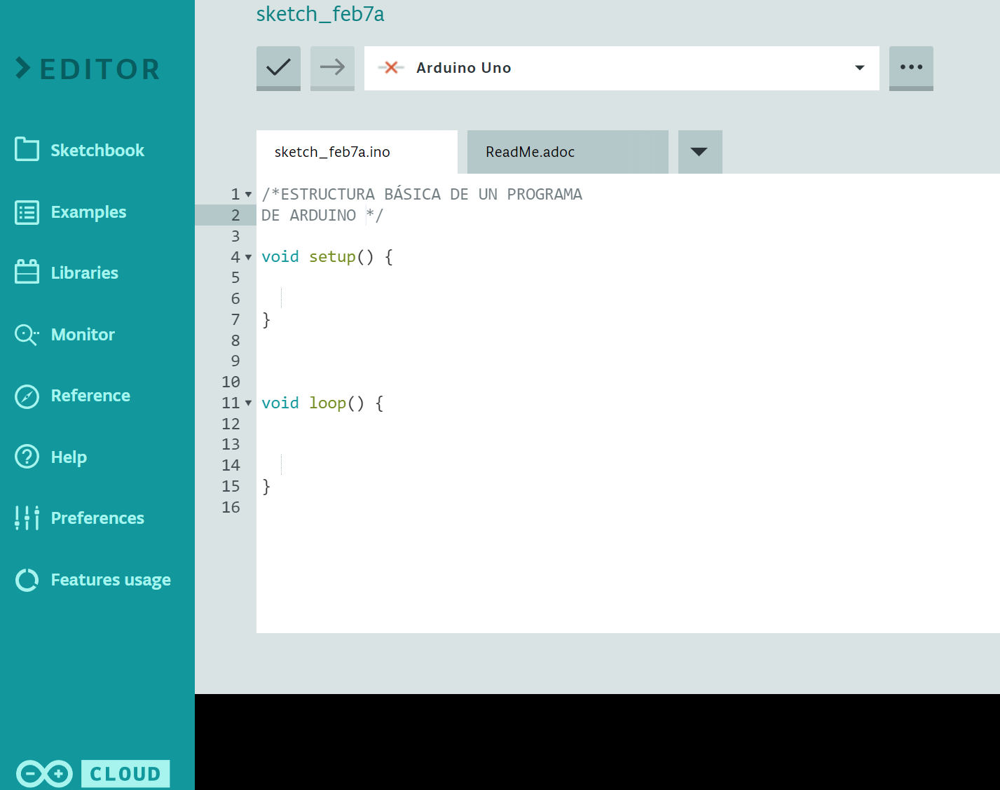 sketch_feb7a
EDITOR
Arduino Uno
Sketchbook
Examples
Libraries
Monitor
Reference
Help
Preferences
Features usage
CLOUD
sketch_feb7a.ino
ReadMe.adoc
1 /*ESTRUCTURA BÁSICA DE UN PROGRAMA
2 DE ARDUINO */
3
4 void setup() {
5
6
7 }
8
9
10
11 void loop() {
12
13
14
15 }
16